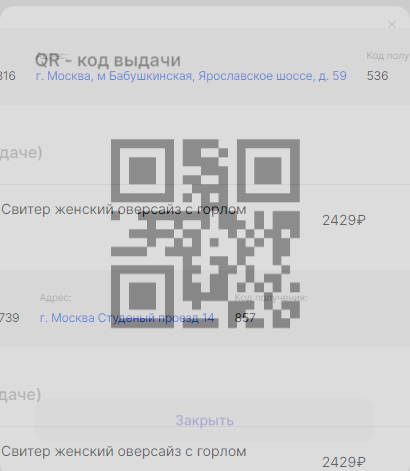 ×
Адрес: Код полу
QR - код выдачи
316 г. Москва, м Бабушкинская, Ярославское шоссе, д. 59 536
даче)
Свитер женский оверсайз с горлом
2429₽
Адрес: Код получения:
739 г. Москва Студеный проезд 14 857
даче)
Закрыть
Свитер женский оверсайз с горлом
2429₽